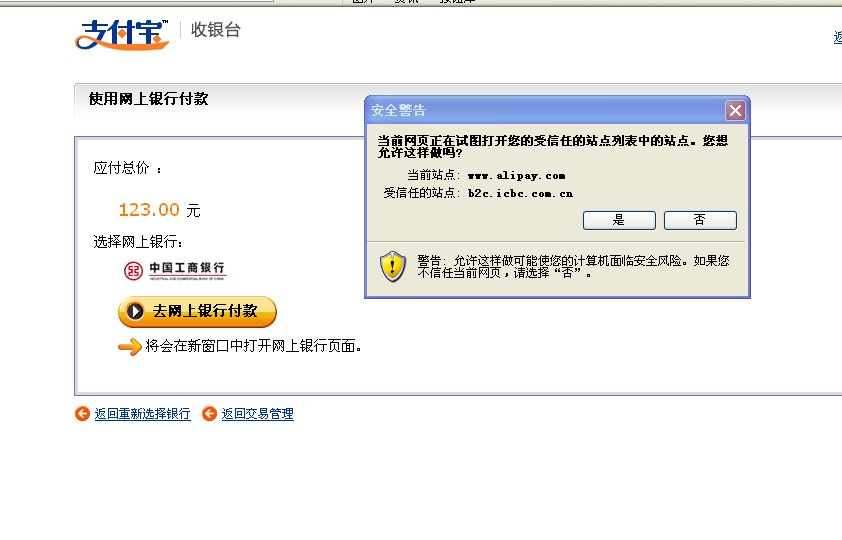 支付宝™ 收银台
返
使用网上银行付款
安全警告
当前网页正在试图打开您的受信任的站点列表中的站点。您想
允许这样做吗?
当前站点: www.alipay.com
受信任的站点: b2c.icbc.com.cn
是 否
警告: 允许这样做可能使您的计算机面临安全风险。如果您
不信任当前网页，请选择“否”。
应付总价 ：
123.00 元
选择网上银行:
中国工商银行
INDUSTRIAL AND COMMERCIAL BANK OF CHINA
去网上银行付款
将会在新窗口中打开网上银行页面。
返回重新选择银行 返回交易管理